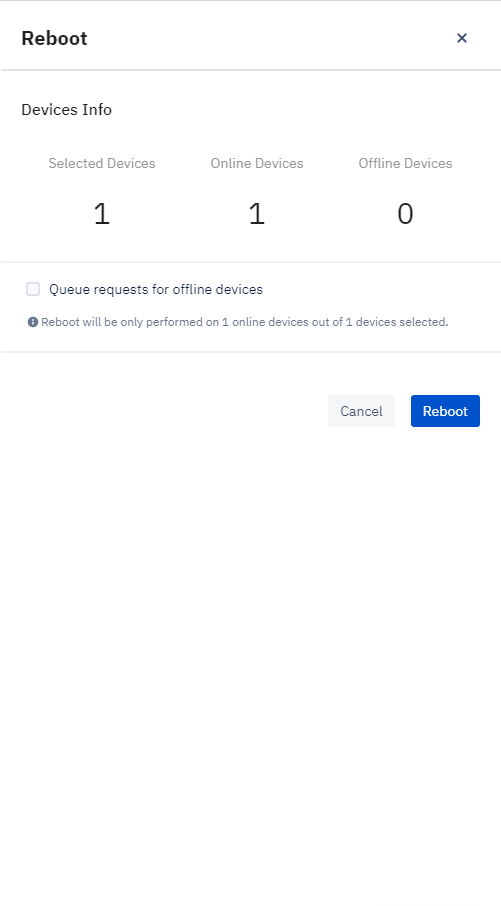 Reboot
Devices Info
Selected Devices Online Devices Offline Devices
1 1 0
Queue requests for offline devices
Reboot will be only performed on 1 online devices out of 1 devices selected.
Cancel Reboot